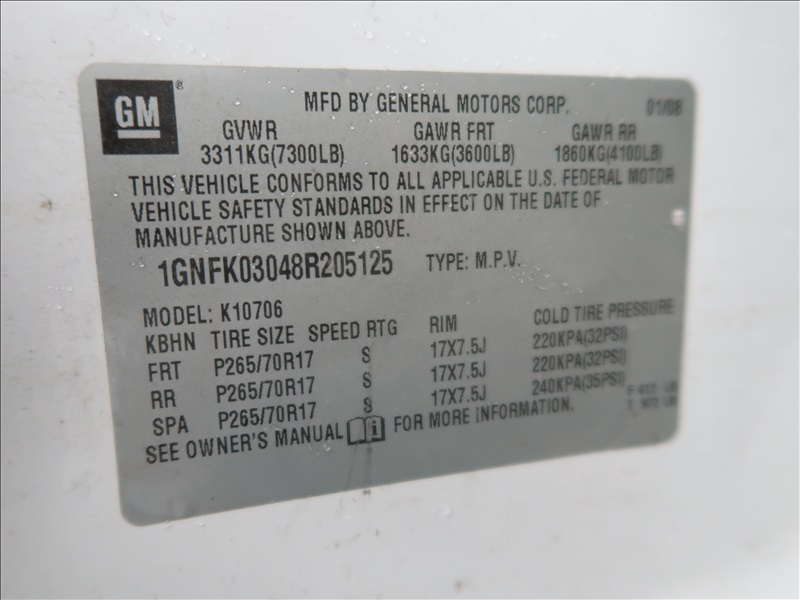 GM MFD BY GENERAL MOTORS CORP. 01/08
GVWR GAWR FRT GAWR RR
3311KG(7300LB) 1633KG(3600LB) 1860KG(4100LB)
THIS VEHICLE CONFORMS TO ALL APPLICABLE U.S. FEDERAL MOTOR
VEHICLE SAFETY STANDARDS IN EFFECT ON THE DATE OF
MANUFACTURE SHOWN ABOVE.
1GNFK03048R205125 TYPE: M.P.V.
MODEL: K10706
KBHN TIRE SIZE SPEED RTG RIM COLD TIRE PRESSURE
FRT P265/70R17 S 17X7.5J 220KPA(32PSI)
RR P265/70R17 S 17X7.5J 220KPA(32PSI)
SPA P265/70R17 S 17X7.5J 240KPA(35PSI)
SEE OWNER'S MANUAL FOR MORE INFORMATION.